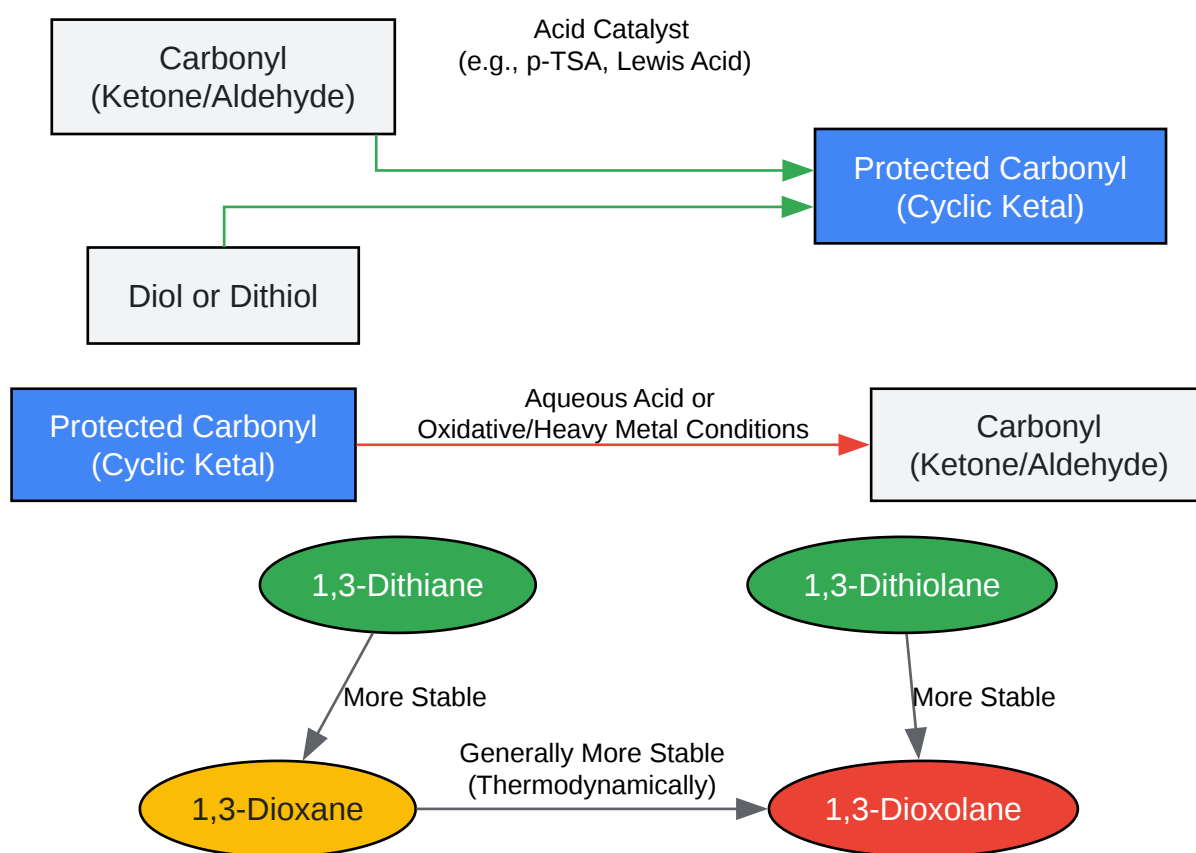 Carbonyl
(Ketone/Aldehyde)
Acid Catalyst
(e.g., p-TSA, Lewis Acid)
Protected Carbonyl
(Cyclic Ketal)
Diol or Dithiol
Protected Carbonyl
(Cyclic Ketal)
Aqueous Acid or
Oxidative/Heavy Metal Conditions
Carbonyl
(Ketone/Aldehyde)
1,3-Dithiane
1,3-Dithiolane
More Stable
More Stable
Generally More Stable
(Thermodynamically)
1,3-Dioxane
1,3-Dioxolane